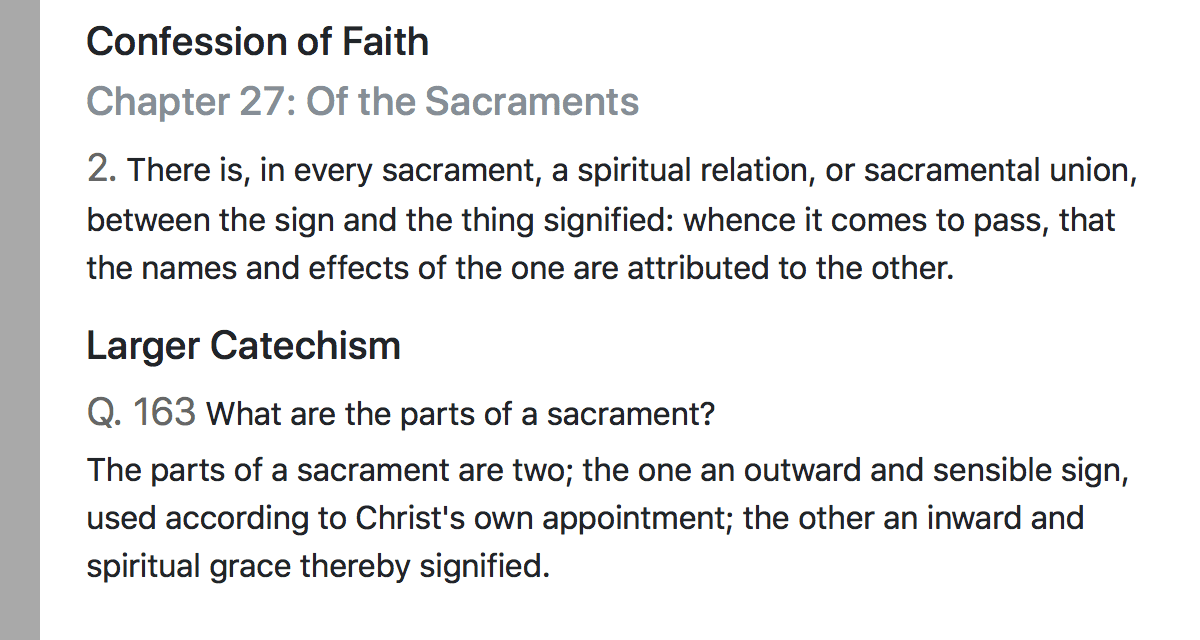 Confession of Faith
Chapter 27: Of the Sacraments
2. There is, in every sacrament, a spiritual relation, or sacramental union,
between the sign and the thing signified: whence it comes to pass, that
the names and effects of the one are attributed to the other.
Larger Catechism
Q. 163 What are the parts of a sacrament?
The parts of a sacrament are two; the one an outward and sensible sign,
used according to Christ's own appointment; the other an inward and
spiritual grace thereby signified.